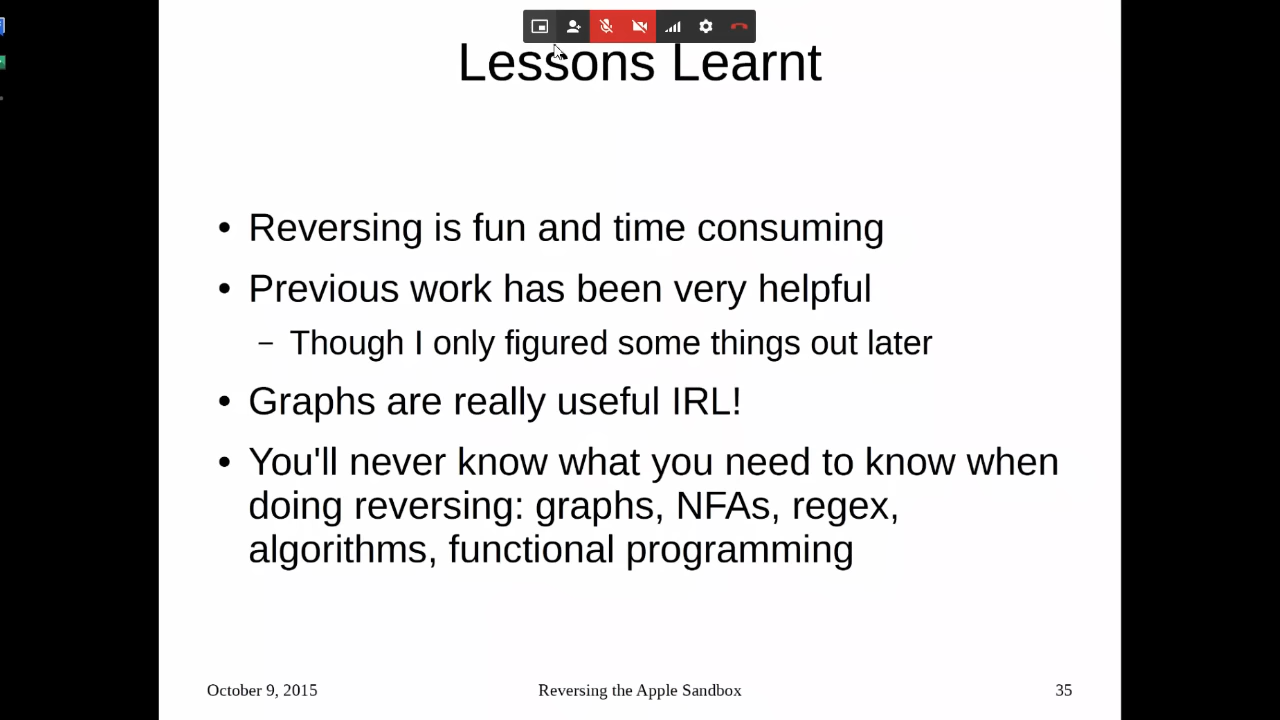 Lessons Learnt
• Reversing is fun and time consuming
• Previous work has been very helpful
– Though I only figured some things out later
• Graphs are really useful IRL!
• You'll never know what you need to know when
doing reversing: graphs, NFAs, regex,
algorithms, functional programming
October 9, 2015
Reversing the Apple Sandbox
35